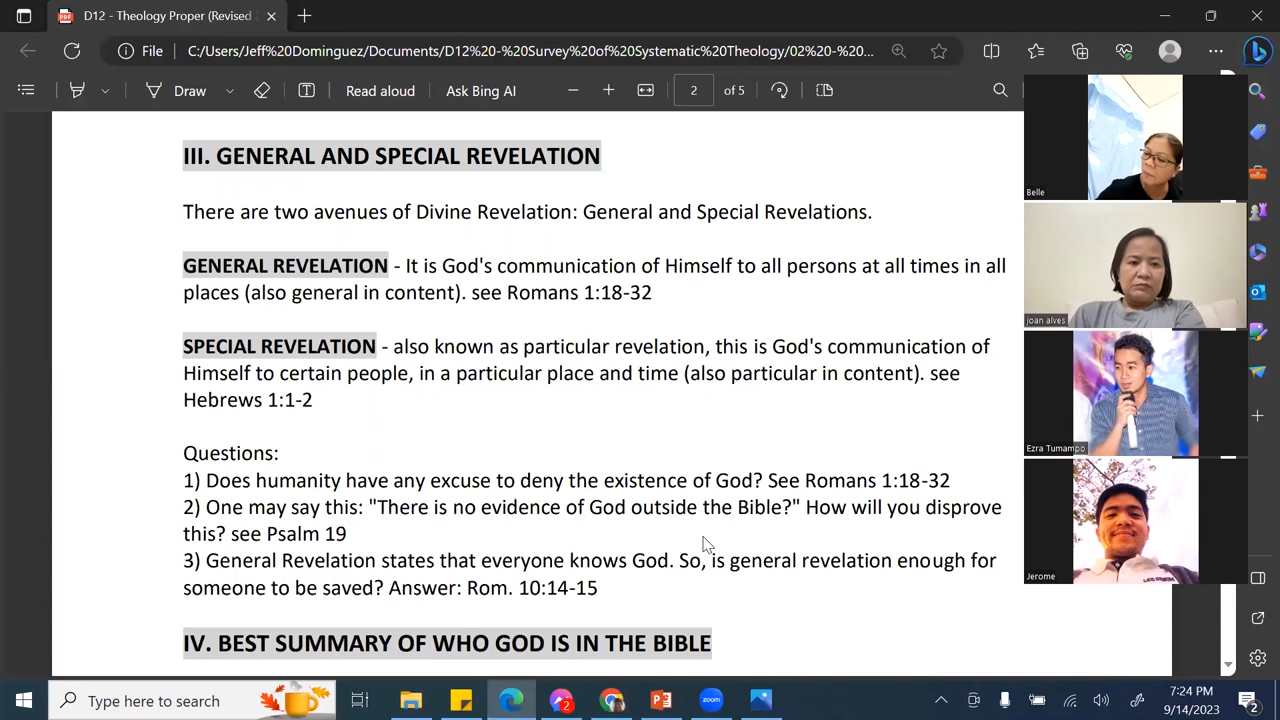 D12 - Theology Proper (Revised
File
C:/Users/Jeff%20Dominguez/Documents/D12%20-%20Survey%20of%20Systematic%20Theology/02%20-%20...
Draw
Read aloud
Ask Bing AI
2 of 5
III. GENERAL AND SPECIAL REVELATION
There are two avenues of Divine Revelation: General and Special Revelations.
GENERAL REVELATION - It is God's communication of Himself to all persons at all times in all
places (also general in content). see Romans 1:18-32
SPECIAL REVELATION - also known as particular revelation, this is God's communication of
Himself to certain people, in a particular place and time (also particular in content). see
Hebrews 1:1-2
Questions:
1) Does humanity have any excuse to deny the existence of God? See Romans 1:18-32
2) One may say this: "There is no evidence of God outside the Bible?" How will you disprove
this? see Psalm 19
3) General Revelation states that everyone knows God. So, is general revelation enough for
someone to be saved? Answer: Rom. 10:14-15
IV. BEST SUMMARY OF WHO GOD IS IN THE BIBLE
Belle
joan alves
Ezra Tumampo
Jerome
Type here to search
2
zoom
7:24 PM
9/14/2023
2